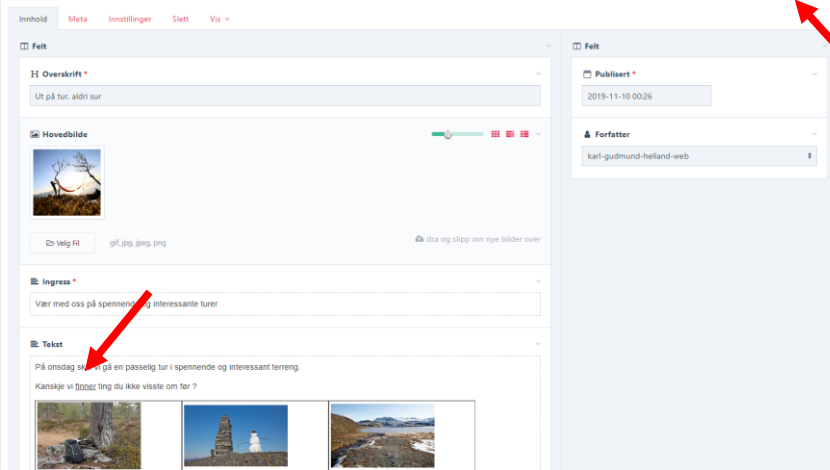 Innhold Meta Innstillinger Slett Vis
Felt
Overskrift *
Ut på tur, aldri sur
Hovedbilde
Velg Fil gif, jpg, jpeg, png dra og slipp inn nye bilder over
Ingress *
Vær med oss på spennende og interessante turer
Tekst
På onsdag skal vi gå en passelig tur i spennende og interessant terreng.
Kanskje vi finner ting du ikke visste om før ?
Felt
Publisert *
2019-11-10 00:26
Forfatter
karl-gudmund-helland-web